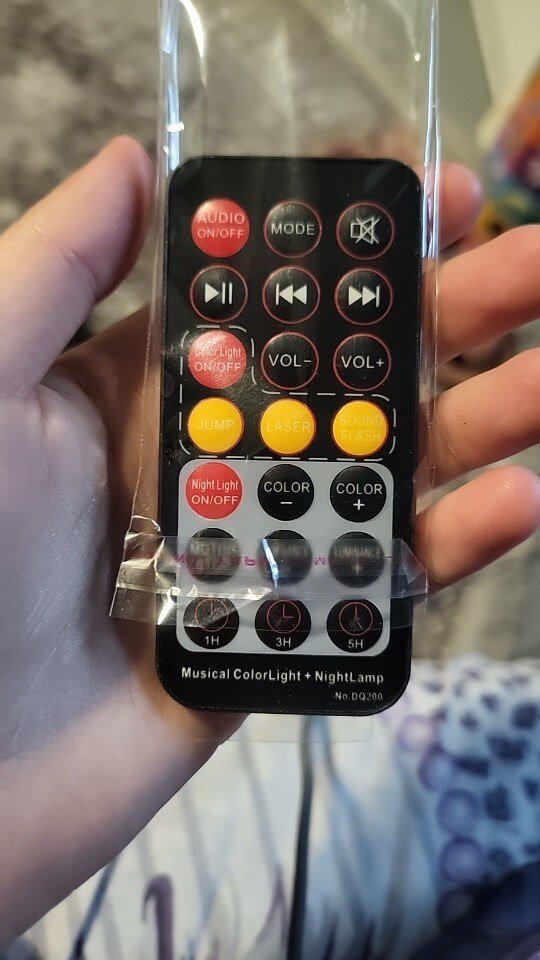 AUDIO
ON/OFF
MODE
Color Light
ON/OFF
VOL-
VOL+
JUMP
LASER
SOUND
FLASH
Night Light
ON/OFF
COLOR
-
COLOR
+
MOTOR
1H
3H
5H
Musical ColorLight + NightLamp
No.DQ200